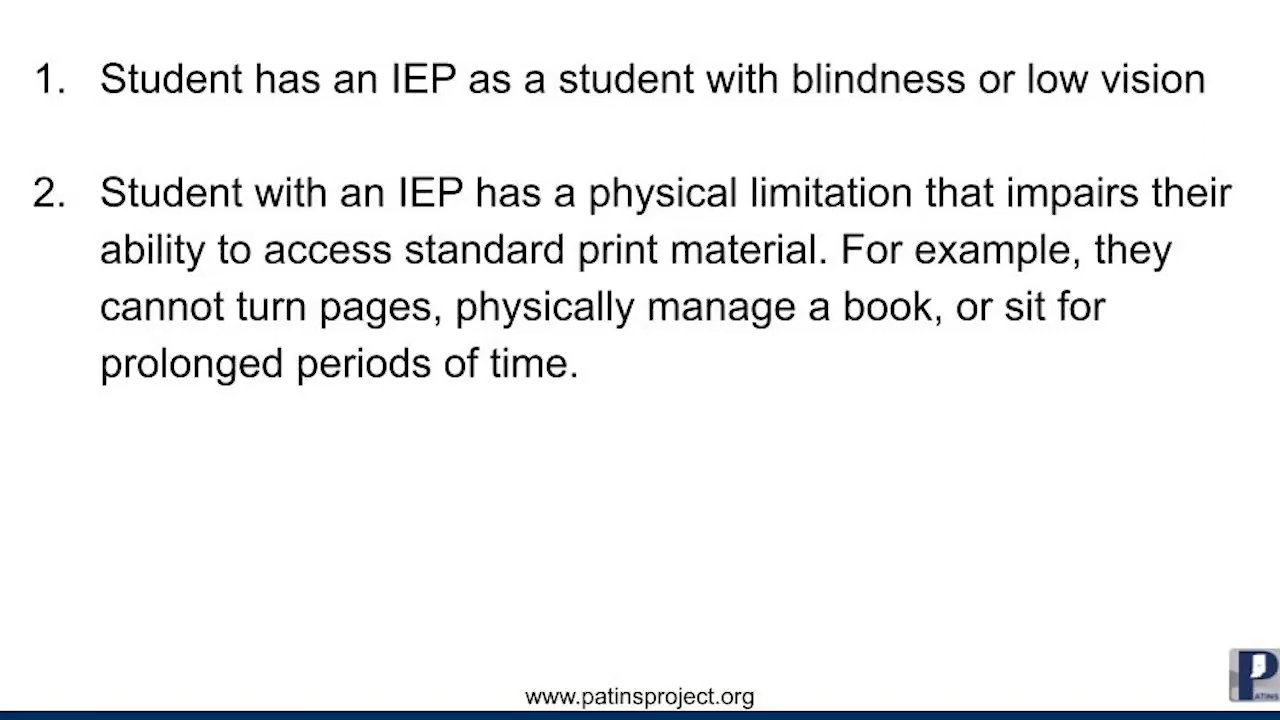 1. Student has an IEP as a student with blindness or low vision
2. Student with an IEP has a physical limitation that impairs their
ability to access standard print material. For example, they
cannot turn pages, physically manage a book, or sit for
prolonged periods of time.
www.patinsproject.org
PATINS